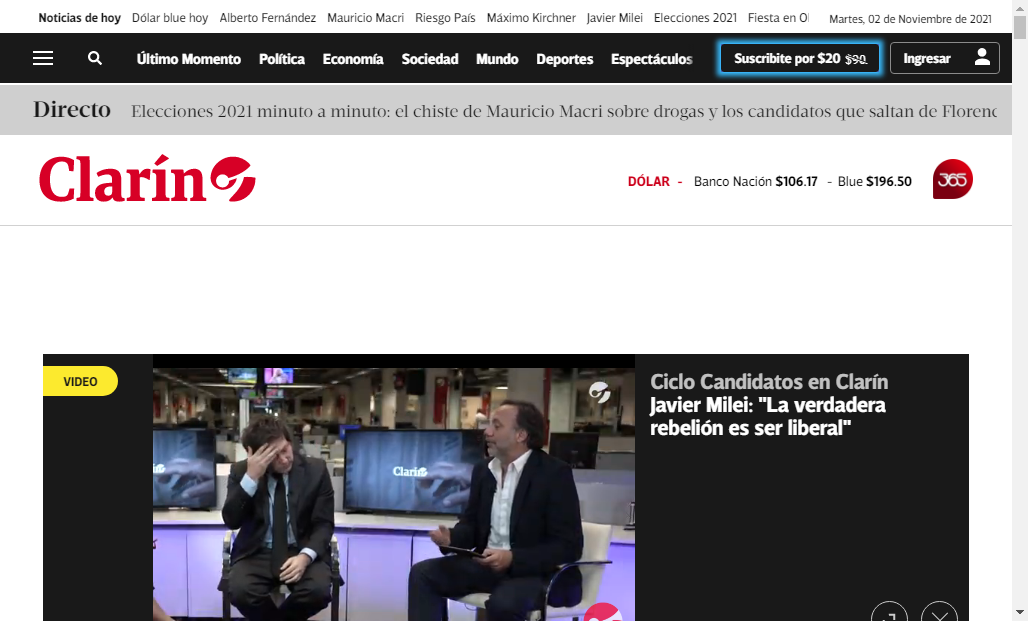 Noticias de hoy Dólar blue hoy Alberto Fernández Mauricio Macri Riesgo País Máximo Kirchner Javier Milei Elecciones 2021 Fiesta en Ol Martes, 02 de Noviembre de 2021
Último Momento Política Economía Sociedad Mundo Deportes Espectáculos Suscribite por $20 $90 Ingresar
Directo Elecciones 2021 minuto a minuto: el chiste de Mauricio Macri sobre drogas y los candidatos que saltan de Florenc
Clarín
DÓLAR - Banco Nación $106.17 - Blue $196.50 365
VIDEO
Ciclo Candidatos en Clarín
Javier Milei: "La verdadera
rebelión es ser liberal"
Clarín